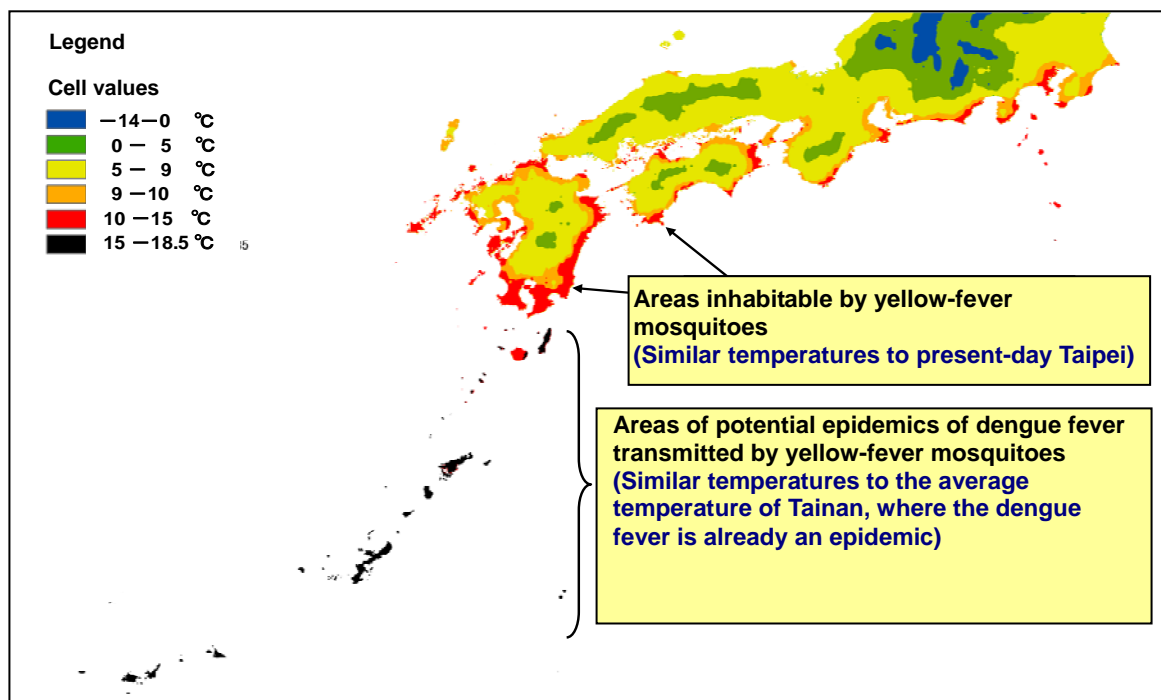 Legend
Cell values
−14−0 ℃
0 − 5 ℃
5 − 9 ℃
9 −10 ℃
10 −15 ℃
15 −18.5 ℃
Areas inhabitable by yellow-fever
mosquitoes
(Similar temperatures to present-day Taipei)
Areas of potential epidemics of dengue fever
transmitted by yellow-fever mosquitoes
(Similar temperatures to the average
temperature of Tainan, where the dengue
fever is already an epidemic)